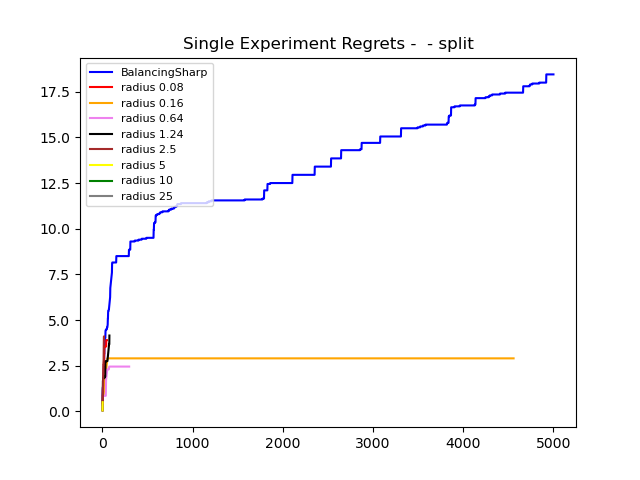 Single Experiment Regrets -  - split
BalancingSharp
radius 0.08
radius 0.16
radius 0.64
radius 1.24
radius 2.5
radius 5
radius 10
radius 25
17.5
15.0
12.5
10.0
7.5
5.0
2.5
0.0
0 1000 2000 3000 4000 5000